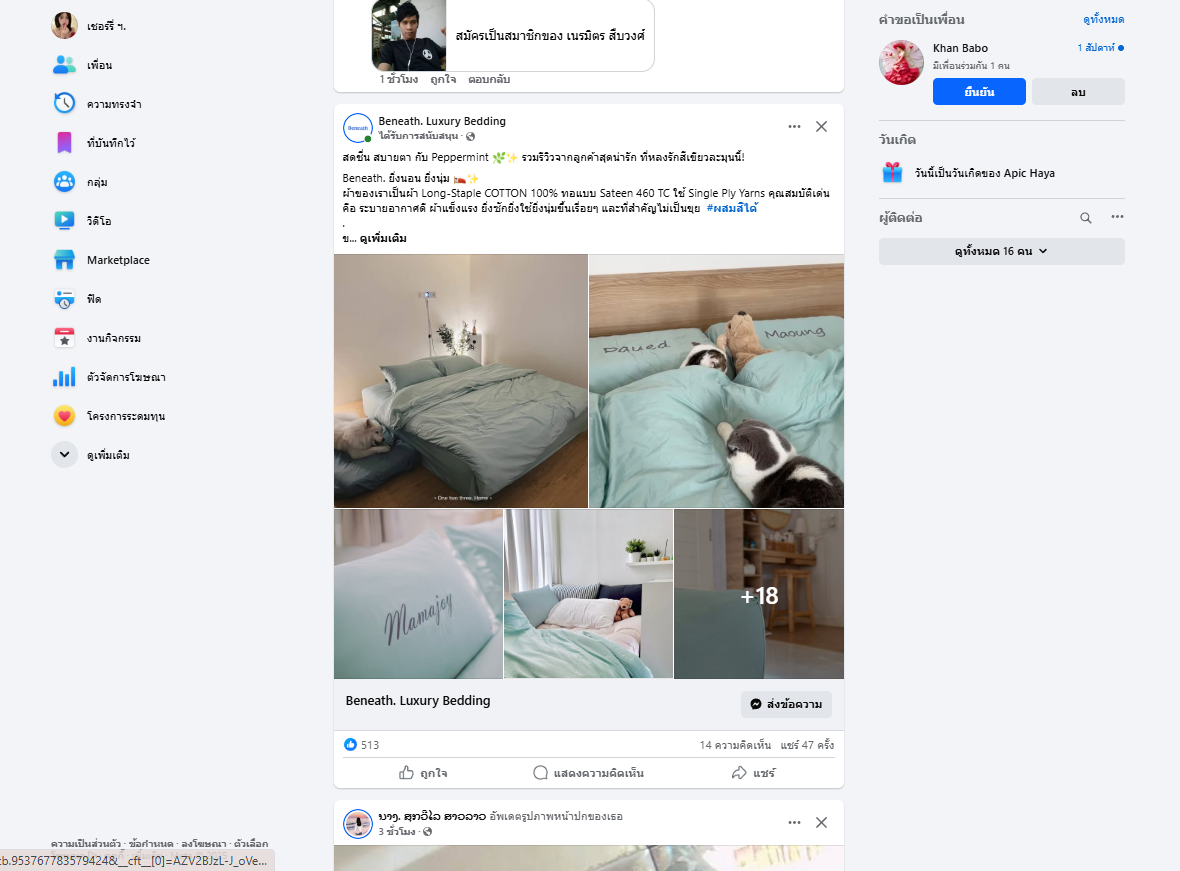 เชอร์รี่ ฯ.
เพื่อน
ความทรงจำ
ที่บันทึกไว้
กลุ่ม
วิดีโอ
Marketplace
ฟีด
งานกิจกรรม
ตัวจัดการโฆษณา
โครงการระดมทุน
ดูเพิ่มเติม
ความเป็นส่วนตัว · ข้อกำหนด · ลงโฆษณา · ตัวเลือก
:b.953767783579424&__cft__[0]=AZV2BJzL-J_oVe...
สมัครเป็นสมาชิกของ เนรมิตร สืบวงศ์
1 ชั่วโมง ถูกใจ ตอบกลับ
Beneath. Luxury Bedding
ได้รับการสนับสนุน ·
สดชื่น สบายตา กับ Peppermint 🌿✨ รวมรีวิวจากลูกค้าสุดน่ารัก ที่หลงรักสีเขียวละมุนนี้!
Beneath. ยิ่งนอน ยิ่งนุ่ม 🛌✨
ผ้าของเราเป็นผ้า Long-Staple COTTON 100% ทอแบบ Sateen 460 TC ใช้ Single Ply Yarns คุณสมบัติเด่น
คือ ระบายอากาศดี ผ้าแข็งแรง ยิ่งซักยิ่งใช้ยิ่งนุ่มขึ้นเรื่อยๆ และที่สำคัญไม่เป็นขุย #ผสมสีได้
.
ข... ดูเพิ่มเติม
- One two three, Home -
Daued
Maoung
Mamajoy
+18
Beneath. Luxury Bedding
ส่งข้อความ
513
14 ความคิดเห็น แชร์ 47 ครั้ง
ถูกใจ
แสดงความคิดเห็น
แชร์
ນາງ. ສຸກວິໄລ ສາວລາວ อัพเดตรูปภาพหน้าปกของเธอ
3 ชั่วโมง ·
คำขอเป็นเพื่อน
ดูทั้งหมด
Khan Babo
1 สัปดาห์
มีเพื่อนร่วมกัน 1 คน
ยืนยัน
ลบ
วันเกิด
วันนี้เป็นวันเกิดของ Apic Haya
ผู้ติดต่อ
ดูทั้งหมด 16 คน